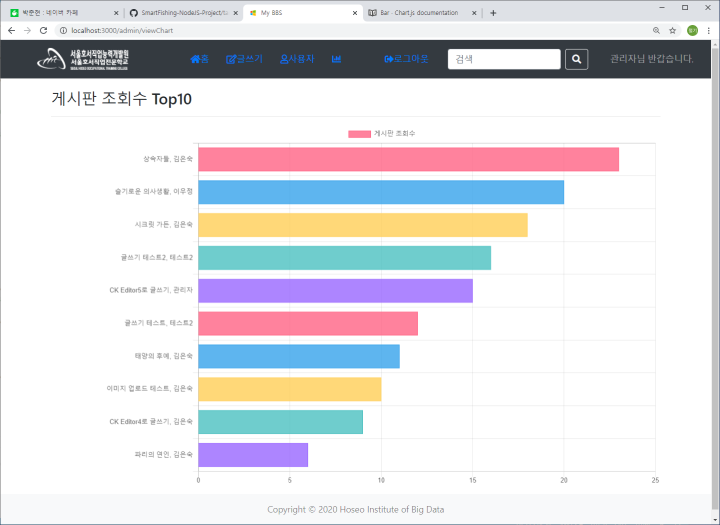 박준현 : 네이버 카페
SmartFishing-NodeJS-Project/ta
My BBS
Bar · Chart.js documentation
localhost:3000/admin/viewChart
서울호서직업능력개발원
서울호서직업전문학교
홈
글쓰기
사용자
로그아웃
검색
관리자님 반갑습니다.
게시판 조회수 Top10
게시판 조회수
상속자들, 김은숙
슬기로운 의사생활, 이우정
시크릿 가든, 김은숙
글쓰기 테스트2, 테스트2
CK Editor5로 글쓰기, 관리자
글쓰기 테스트, 테스트2
태양의 후예, 김은숙
이미지 업로드 테스트, 김은숙
CK Editor4로 글쓰기, 김은숙
파리의 연인, 김은숙
0 5 10 15 20 25
Copyright © 2020 Hoseo Institute of Big Data